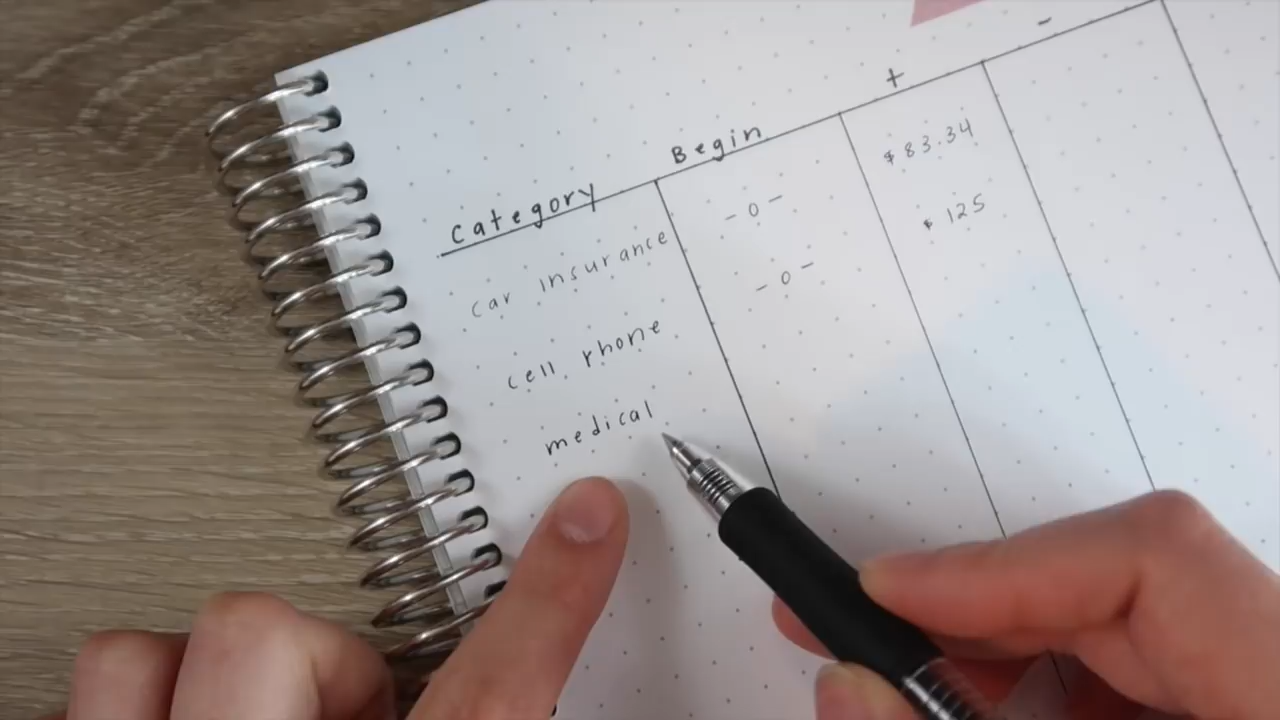 Category Begin + -
car insurance -0- $83.34
cell phone -0- $125
medical